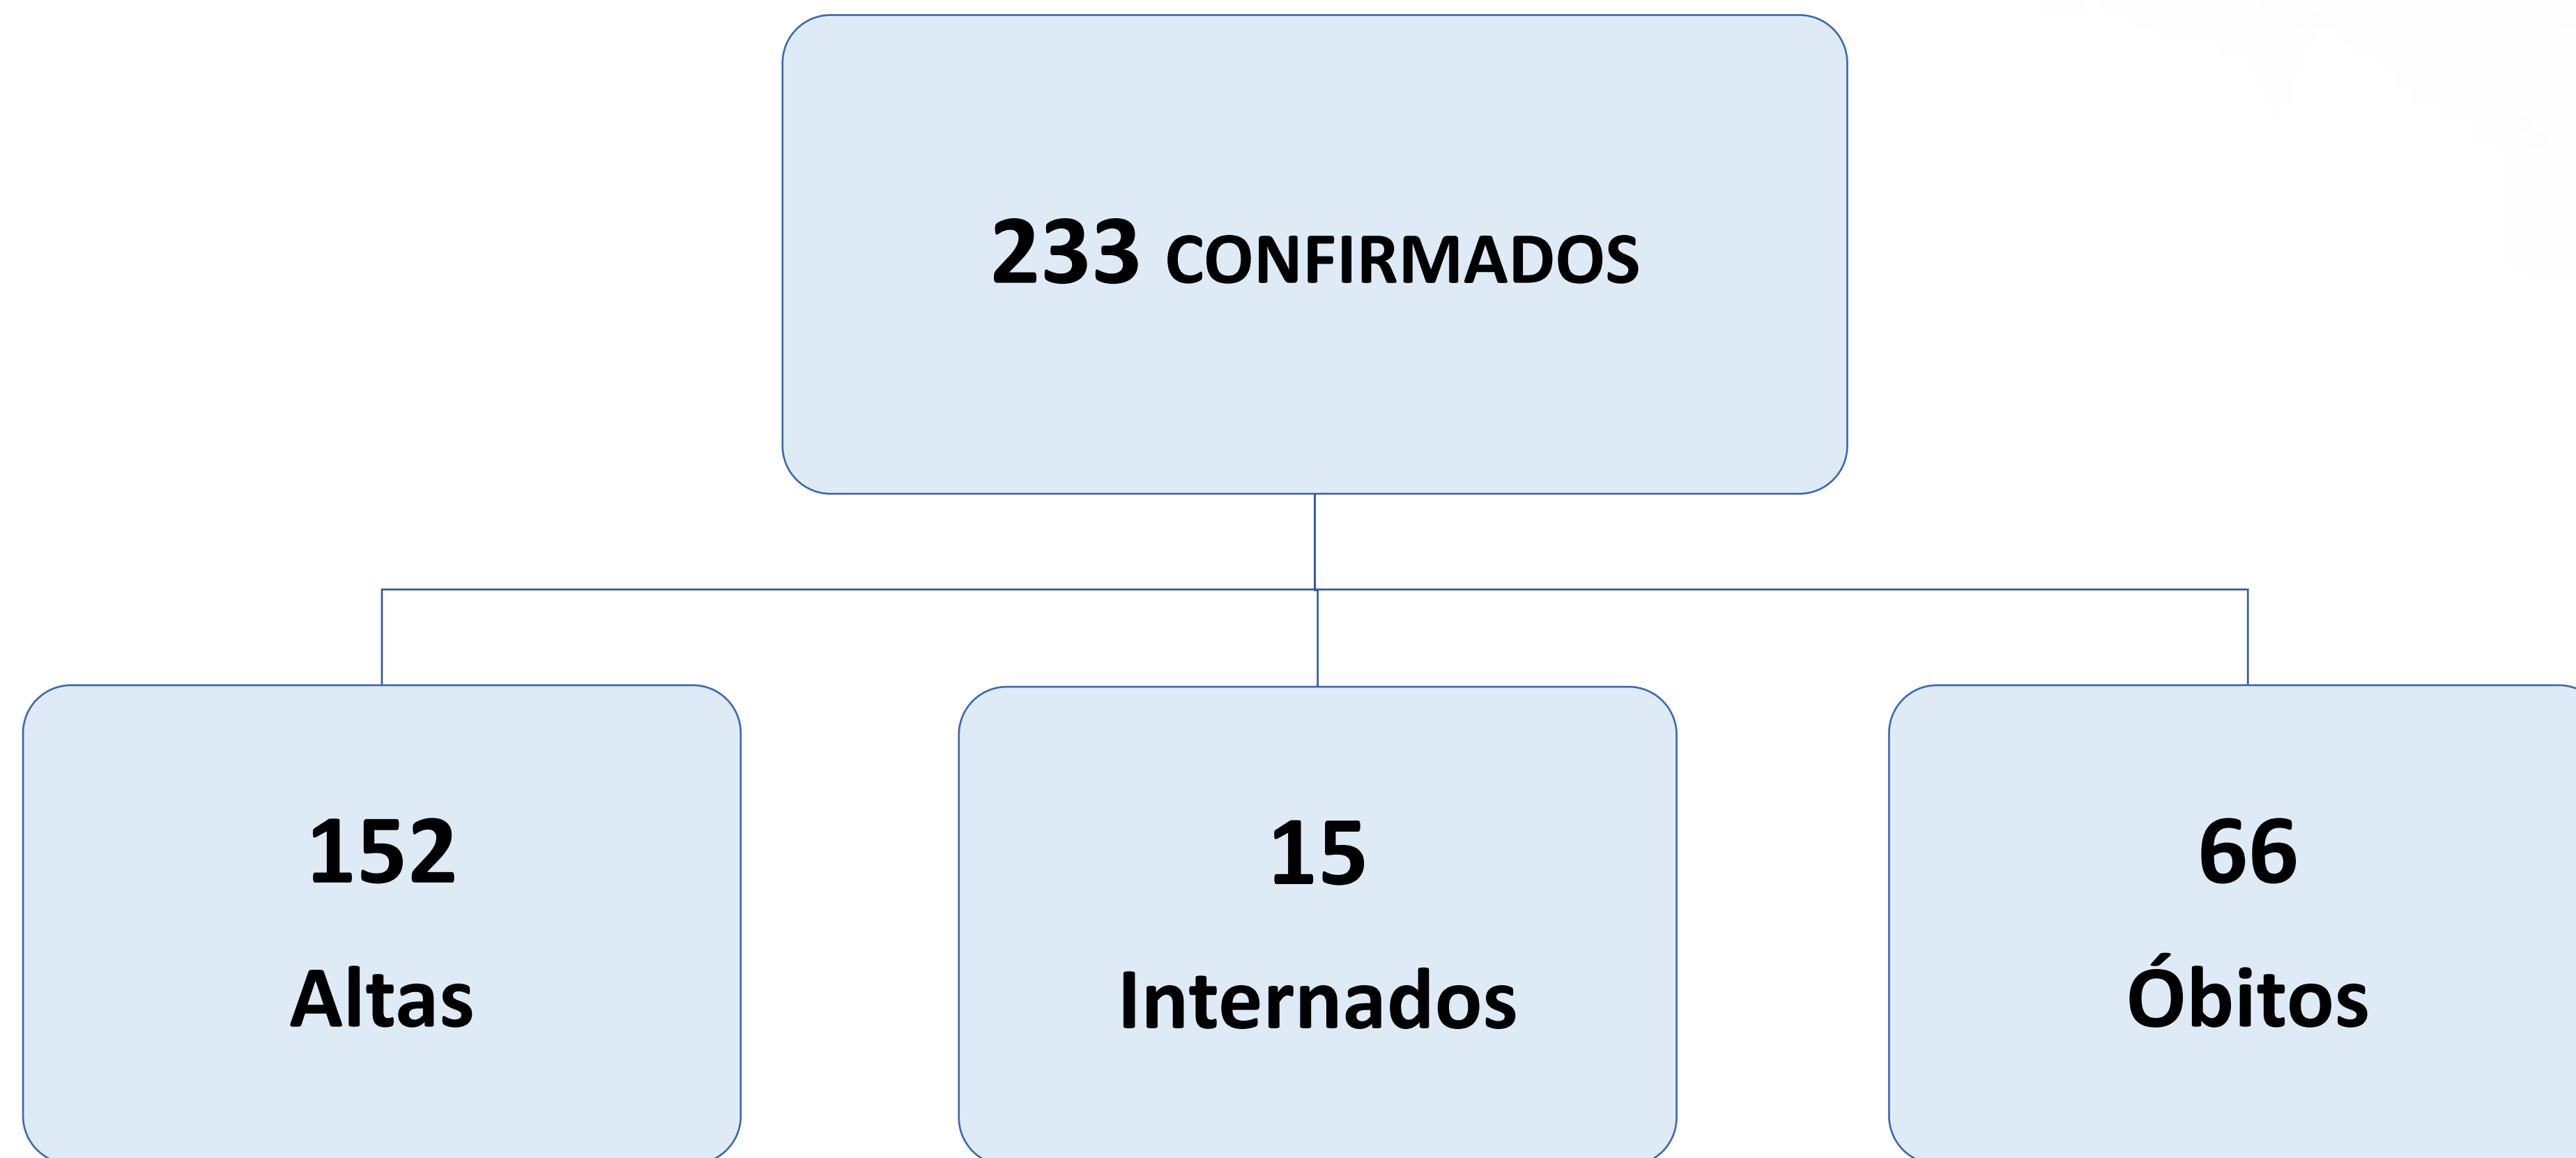 233 CONFIRMADOS
152
Altas
15
Internados
66
Óbitos